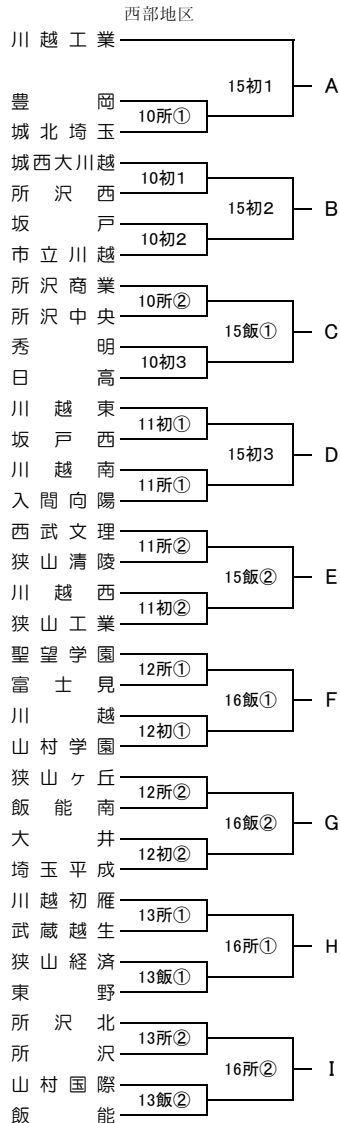 西部地区
川越工業
15初1 A
豊岡
10所①
城北埼玉
城西大川越
10初1
所沢西
15初2 B
坂戸
10初2
市立川越
所沢商業
10所②
所沢中央
15飯① C
秀明
10初3
日高
川越東
11初①
坂戸西
15初3 D
川越南
11所①
入間向陽
西武文理
11所②
狭山清陵
15飯② E
川越西
11初②
狭山工業
聖望学園
12所①
富士見
16飯① F
川越
12初①
山村学園
狭山ヶ丘
12所②
飯能南
16飯② G
大井
12初②
埼玉平成
川越初雁
13所①
武蔵越生
16所① H
狭山経済
13飯①
東野
所沢北
13所②
所沢
16所② I
山村国際
13飯②
飯能